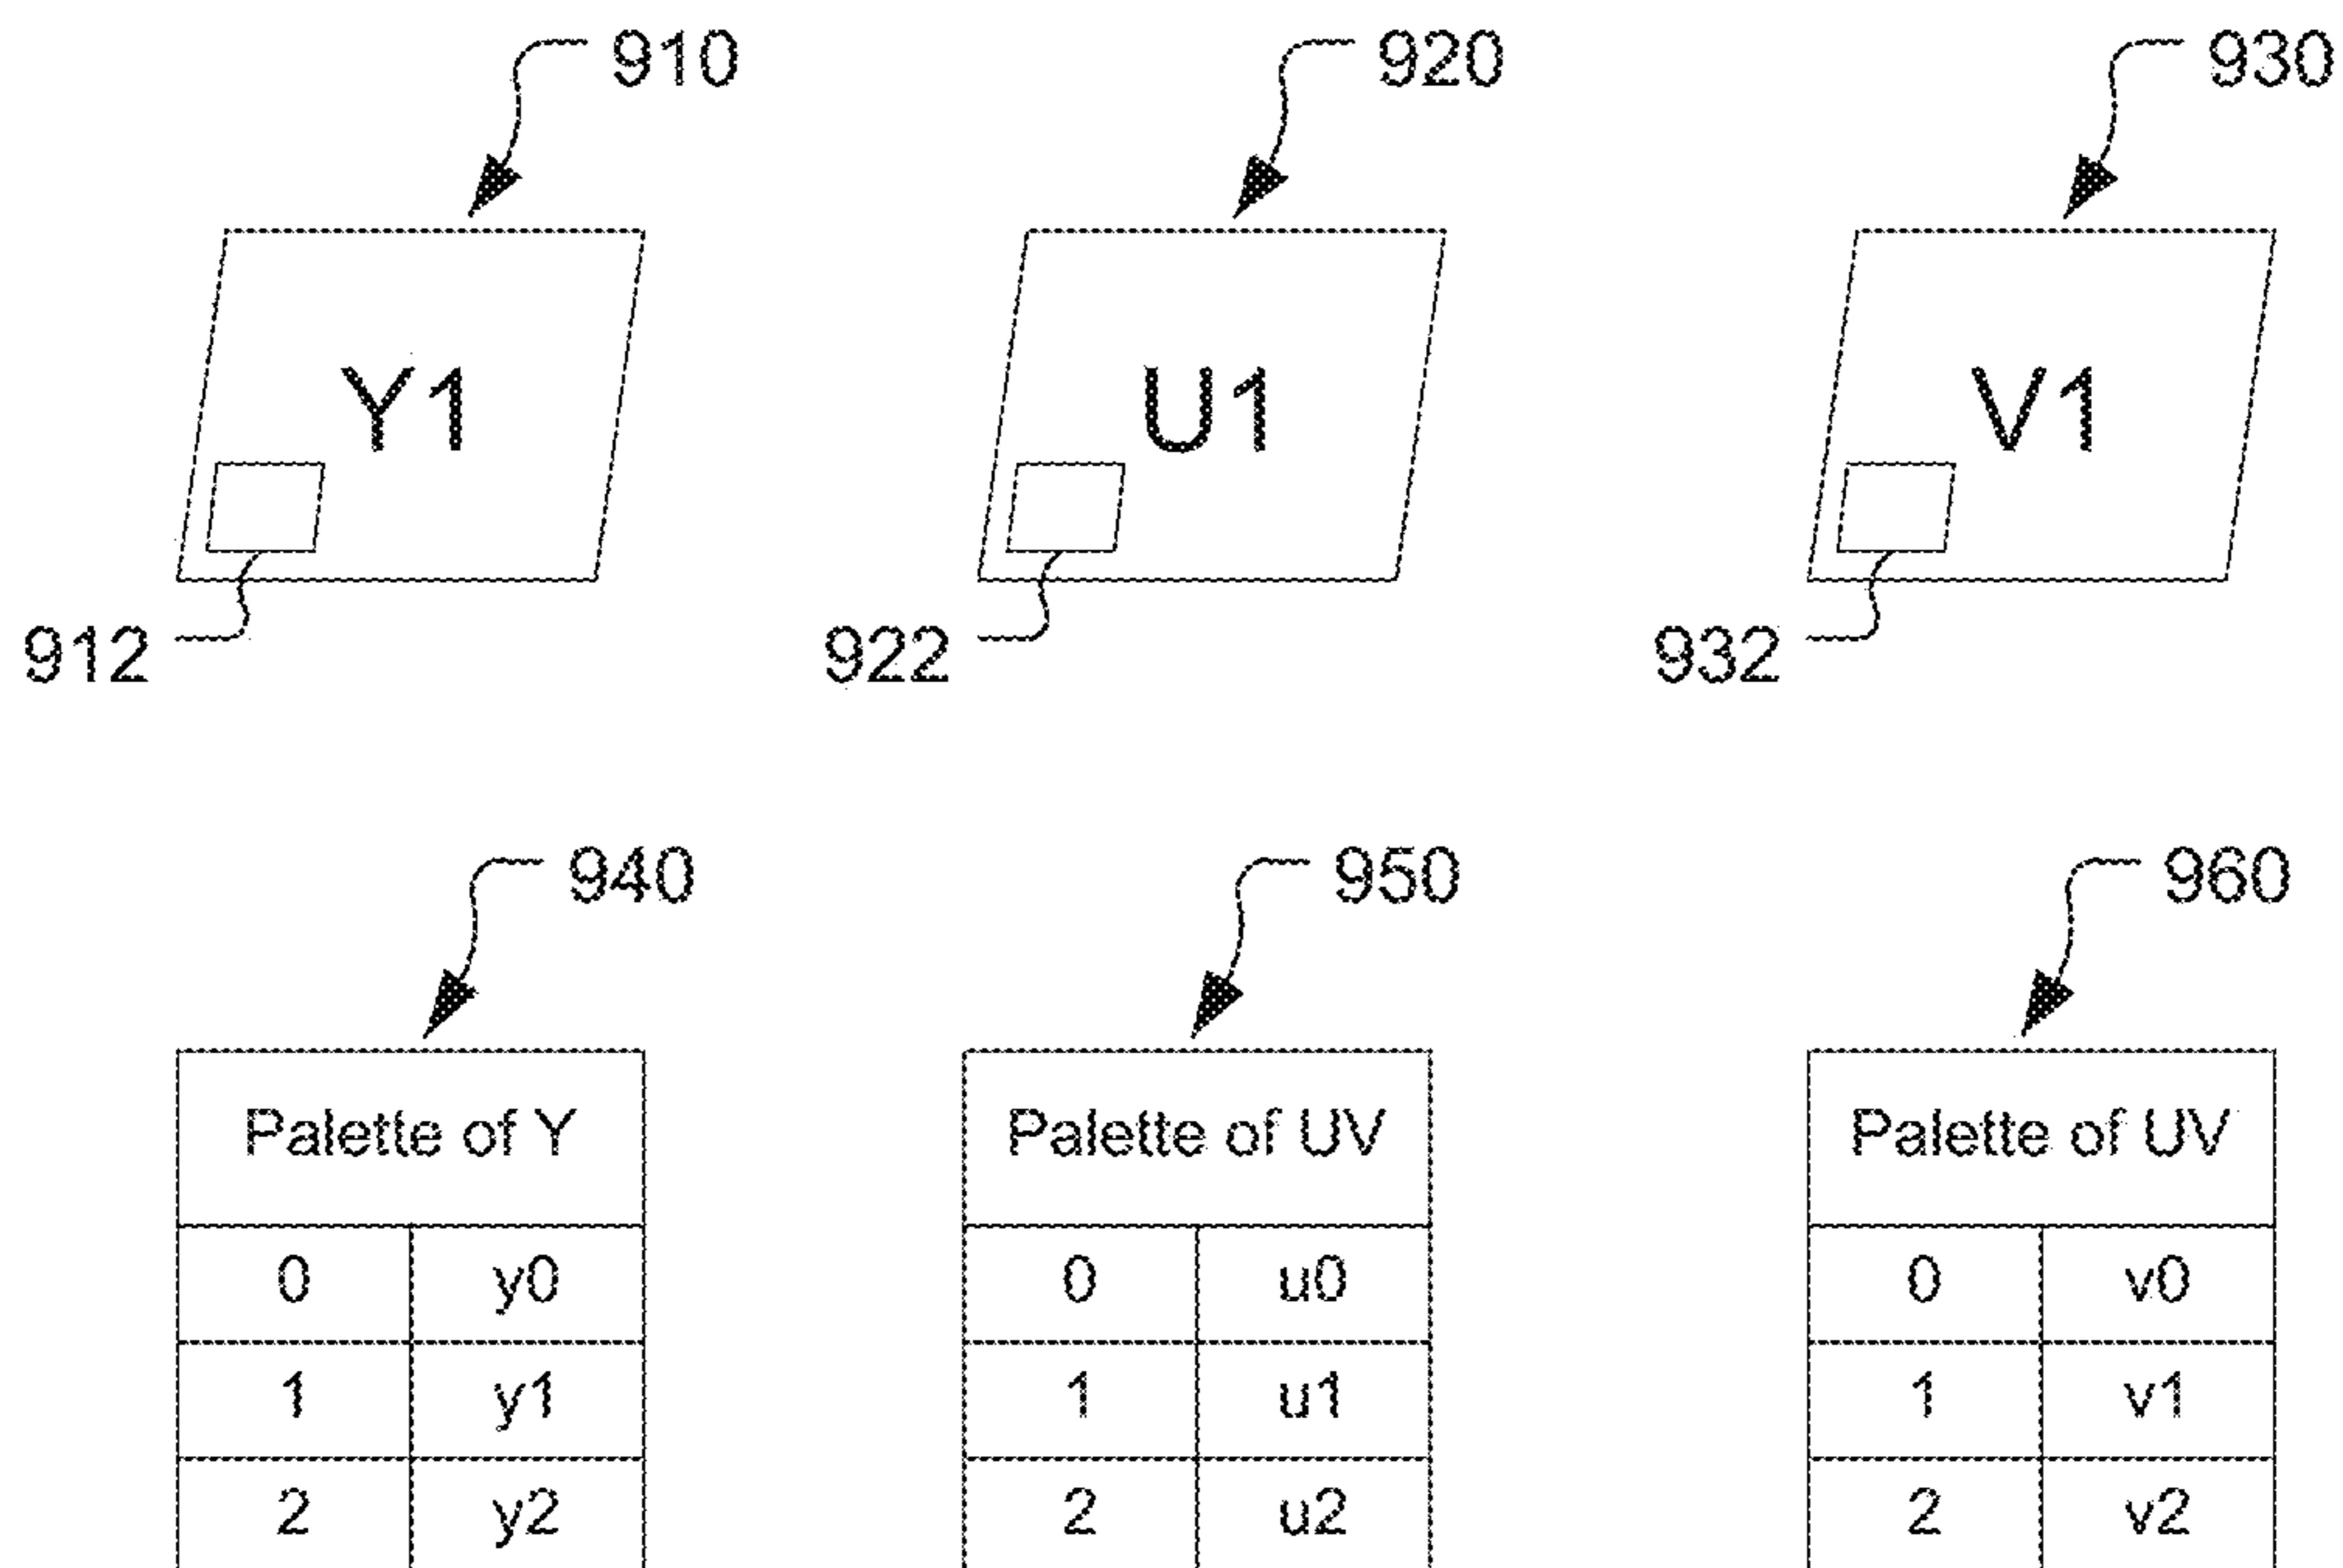 910 920 930
Y1 U1 V1
912 922 932
940 950 960
Palette of Y Palette of UV Palette of UV
0 y0 0 u0 0 v0
1 y1 1 u1 1 v1
2 y2 2 u2 2 v2